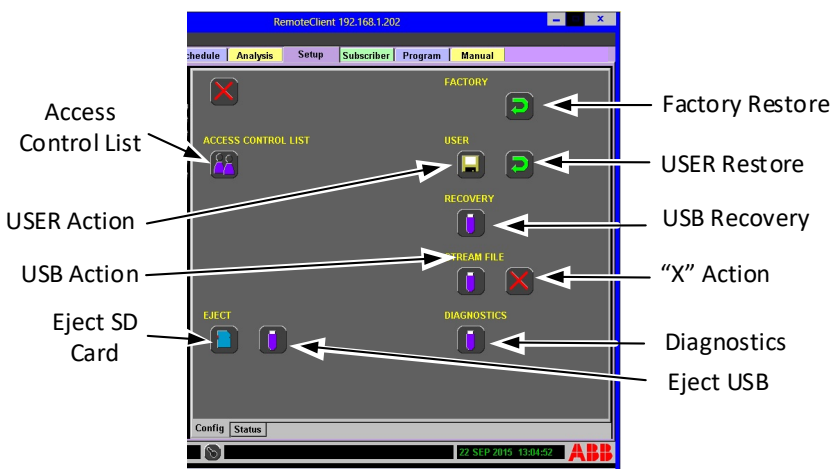 RemoteClient 192.168.1.202
x
hedule Analysis Setup Subscriber Program Manual
FACTORY
Factory Restore
Access
Control List
ACCESS CONTROL LIST
USER
USER Restore
RECOVERY
USER Action
USB Recovery
USB Action
STREAM FILE
“X” Action
EJECT
DIAGNOSTICS
Eject SD
Card
Diagnostics
Eject USB
Config Status
22 SEP 2015 13:04:52 ABB